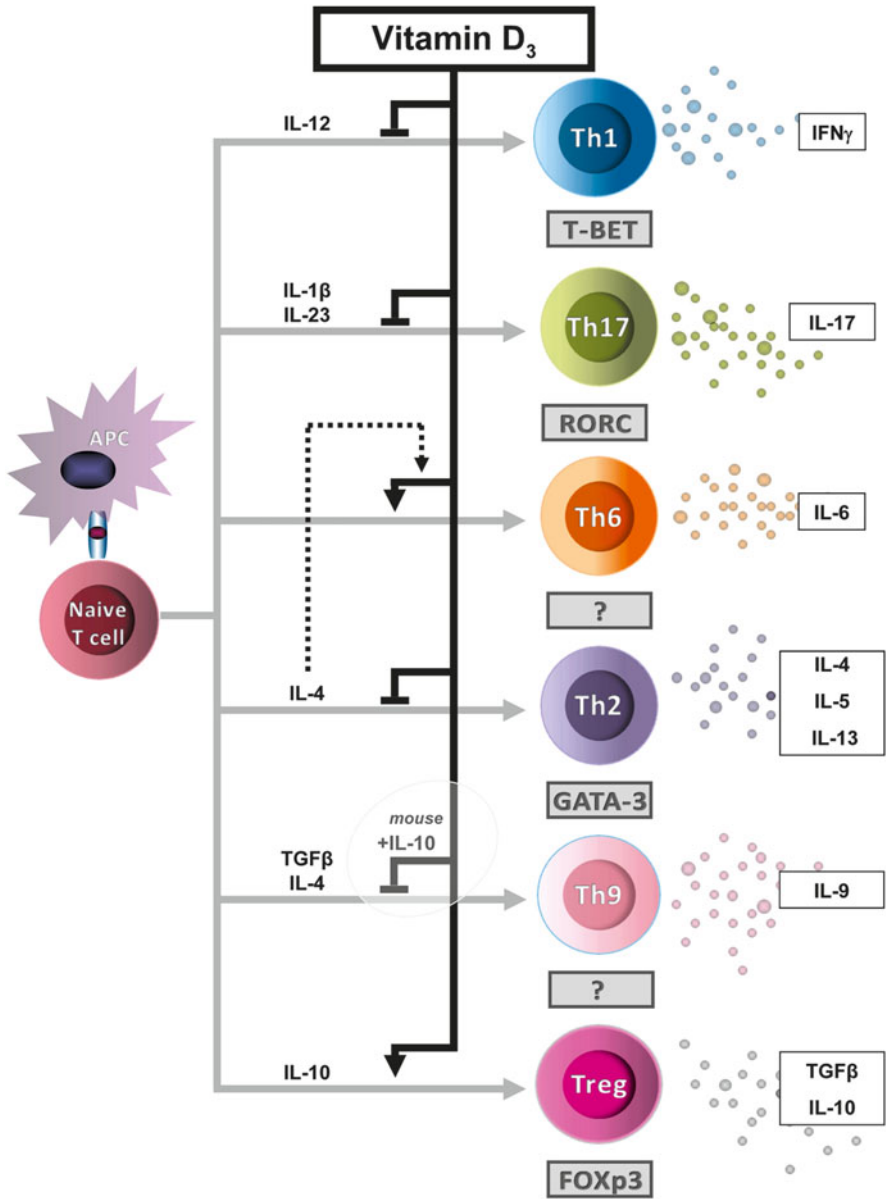 Vitamin D3
IL-12
Th1
IFNγ
T-BET
IL-1β
IL-23
Th17
IL-17
RORC
APC
Th6
IL-6
?
Naive
T cell
IL-4
Th2
IL-4
IL-5
IL-13
GATA-3
mouse
+IL-10
TGFβ
IL-4
Th9
IL-9
?
IL-10
Treg
TGFβ
IL-10
FOXp3